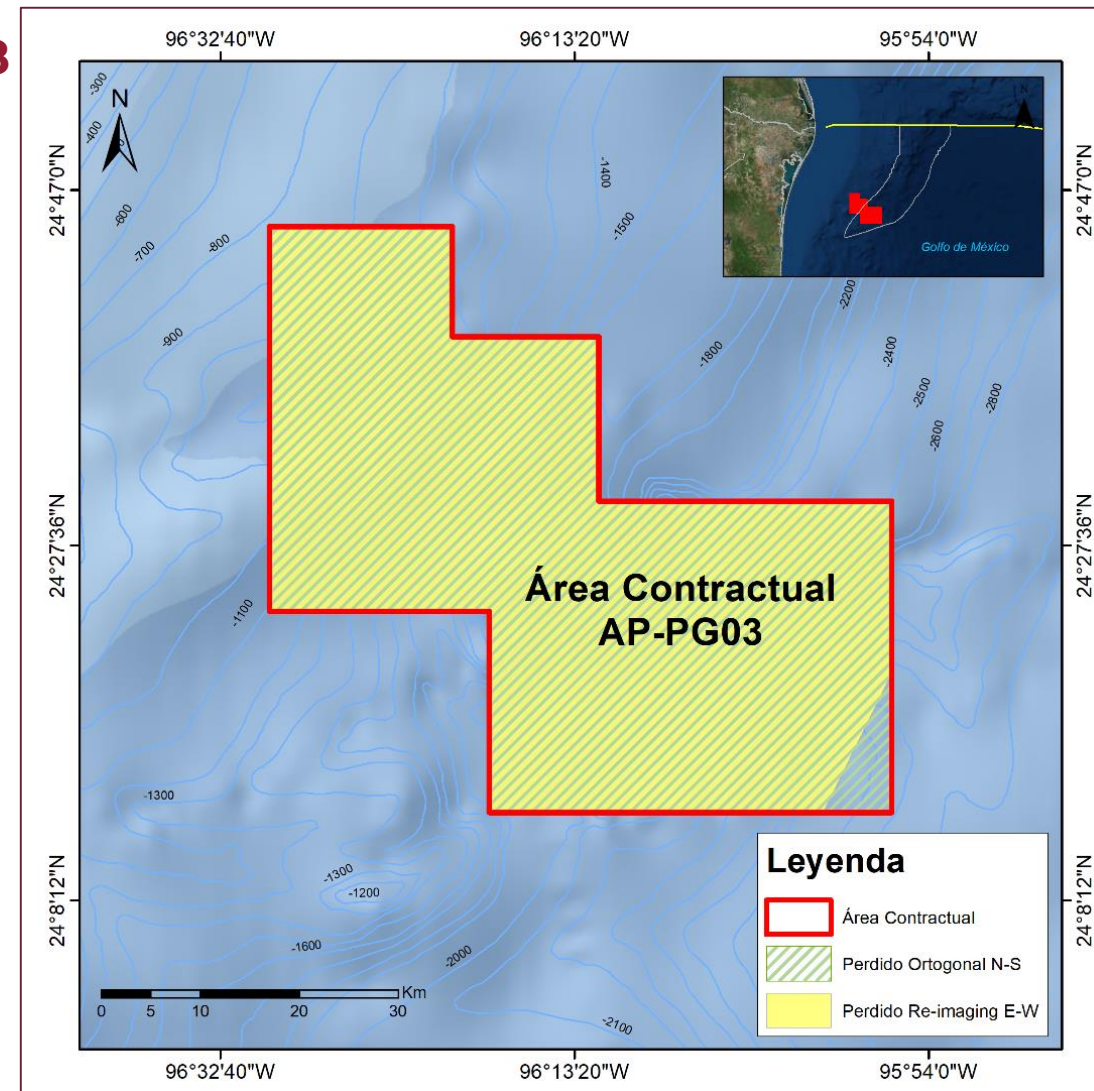 3
96°32'40"W
96°13'20"W
95°54'0"W
24°47'0"N
24°27'36"N
24°8'12"N
24°47'0"N
24°27'36"N
24°8'12"N
N
-300
-400
-600
-700
-800
-900
-1400
-1500
-1800
-2200
-2400
-2500
-2600
-2800
-1100
Golfo de México
Área Contractual
AP-PG03
-1300
-1300
-1200
-1600
-2000
-2100
Km
0 5 10 20 30
Leyenda
Área Contractual
Perdido Ortogonal N-S
Perdido Re-imaging E-W
96°32'40"W
96°13'20"W
95°54'0"W